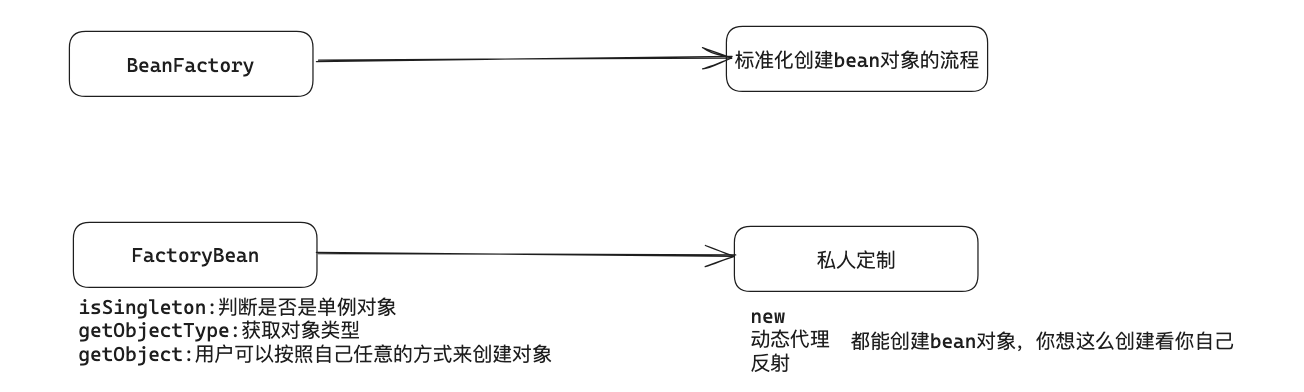 BeanFactory
标准化创建bean对象的流程
FactoryBean
私人定制
isSingleton:判断是否是单例对象
getObjectType:获取对象类型
getObject:用户可以按照自己任意的方式来创建对象
new
动态代理
反射
都能创建bean对象，你想这么创建看你自己